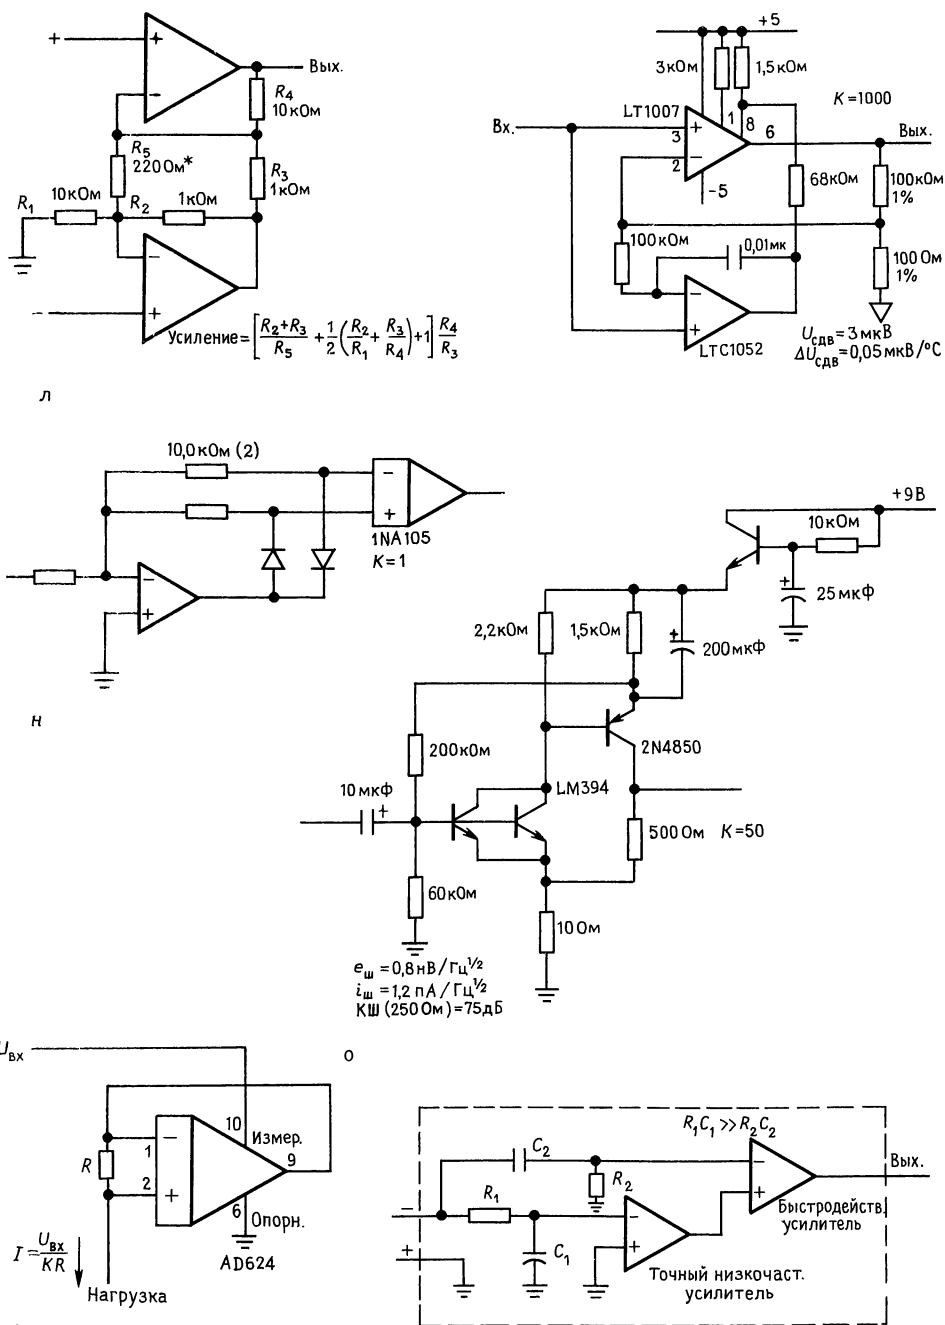 +
+
−
Вых.
R₄
10кОм
R₅
220Ом*
R₃
1кОм
R₁
10кОм
R₂
1кОм
−
+
Усиление=[(R₂+R₃)/R₅+1/2(R₂/R₁+R₃/R₄)+1]R₄/R₃
л
+5
3кОм
1,5кОм
K=1000
LT1007
Вх.
3
+
1
8
6
Вых.
2
−
−5
68кОм
100кОм
1%
100кОм
0,01мк
100Ом
1%
−
+
LTC1052
Uсдв=3мкВ
ΔUсдв=0,05мкВ/°С
10,0кОм(2)
−
+
1NA105
K=1
−
+
н
+9В
10кОм
+
25мкФ
2,2кОм
1,5кОм
+
200мкФ
200кОм
2N4850
10мкФ
+
LM394
500Ом K=50
60кОм
10Ом
eш=0,8нВ/Гц^1/2
iш=1,2пА/Гц^1/2
КШ(250Ом)=75дБ
о
Uвх
10
−
1
Измер.
9
R
2
+
6
Опорн.
AD624
I=Uвх/KR
Нагрузка
R₁C₁≫R₂C₂
C₂
R₂
−
+
Вых.
−
R₁
−
+
Быстродейств.
усилитель
+
C₁
Точный низкочаст.
усилитель